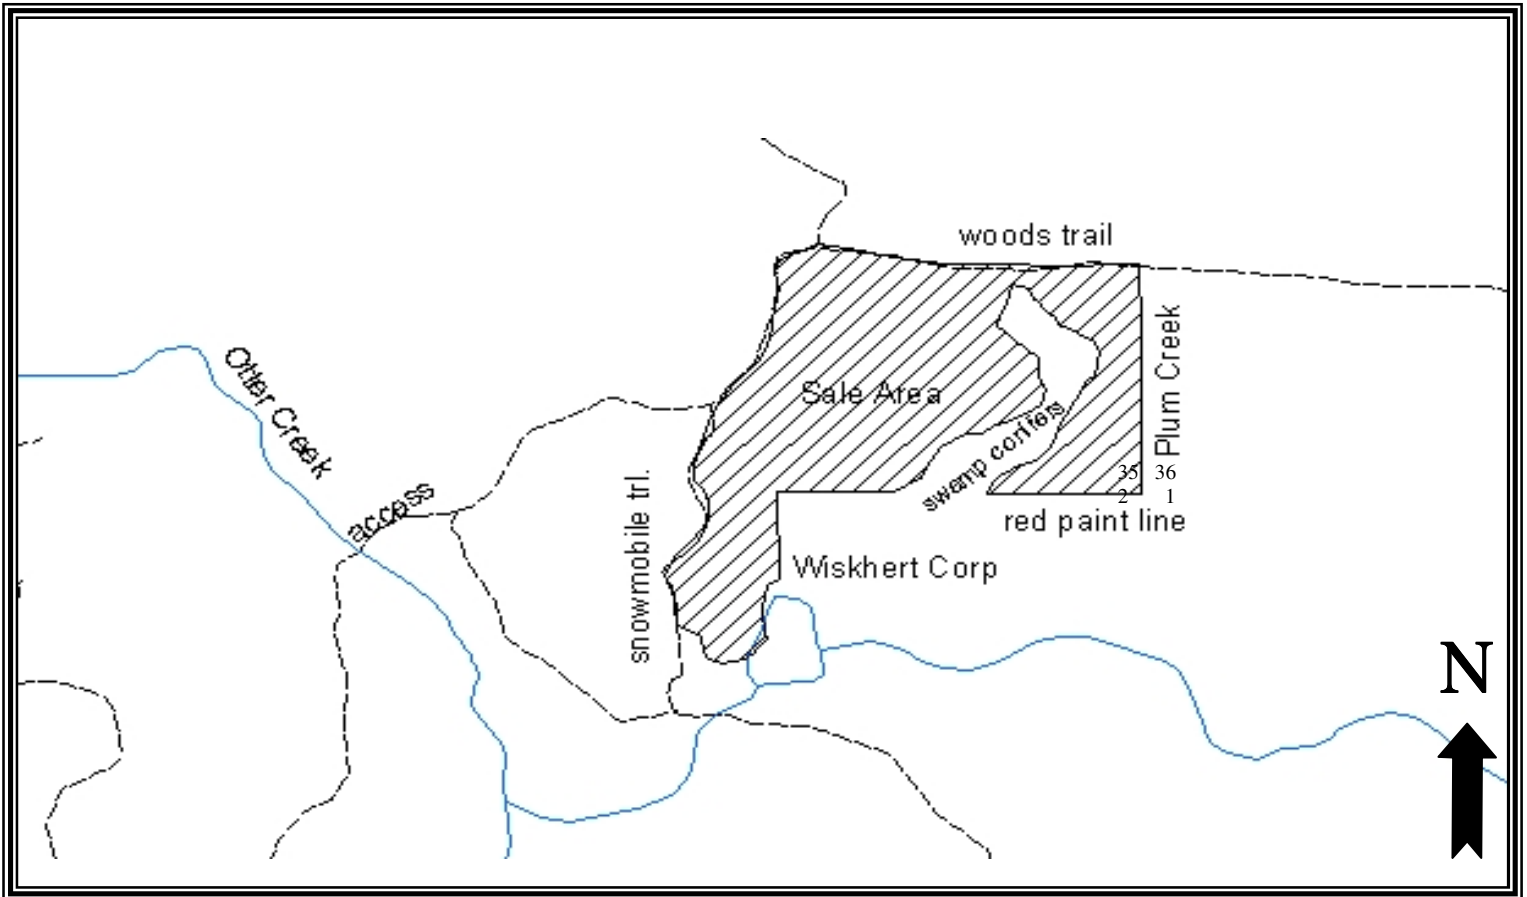 woods trail
Otter Creek
Sale Area
Plum Creek
swamp conifers
access
35 36
2 1
red paint line
snowmobile trl.
Wiskhert Corp
N